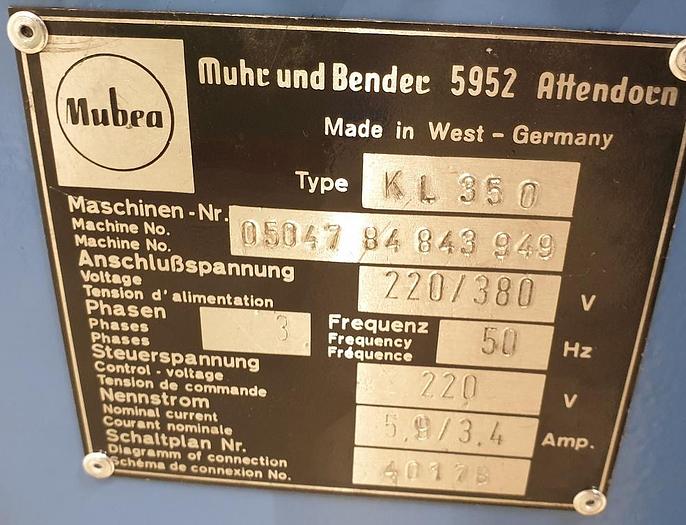 Mubea
Muhr und Bender 5952 Attendorn
Made in West - Germany
Type KL 350
Maschinen - Nr.
Machine No.
Machine No.
05047 84 843 949
Anschlußspannung
Voltage
Tension d'alimentation
220/380 V
Phasen
Phases
Phases
3
Frequenz
Frequency
Fréquence
50 Hz
Steuerspannung
Control - voltage
Tension de commande
220 V
Nennstrom
Nominal current
Courant nominale
5,9/3,4 Amp.
Schaltplan Nr.
Diagramm of connection
Schéma de connexion No.